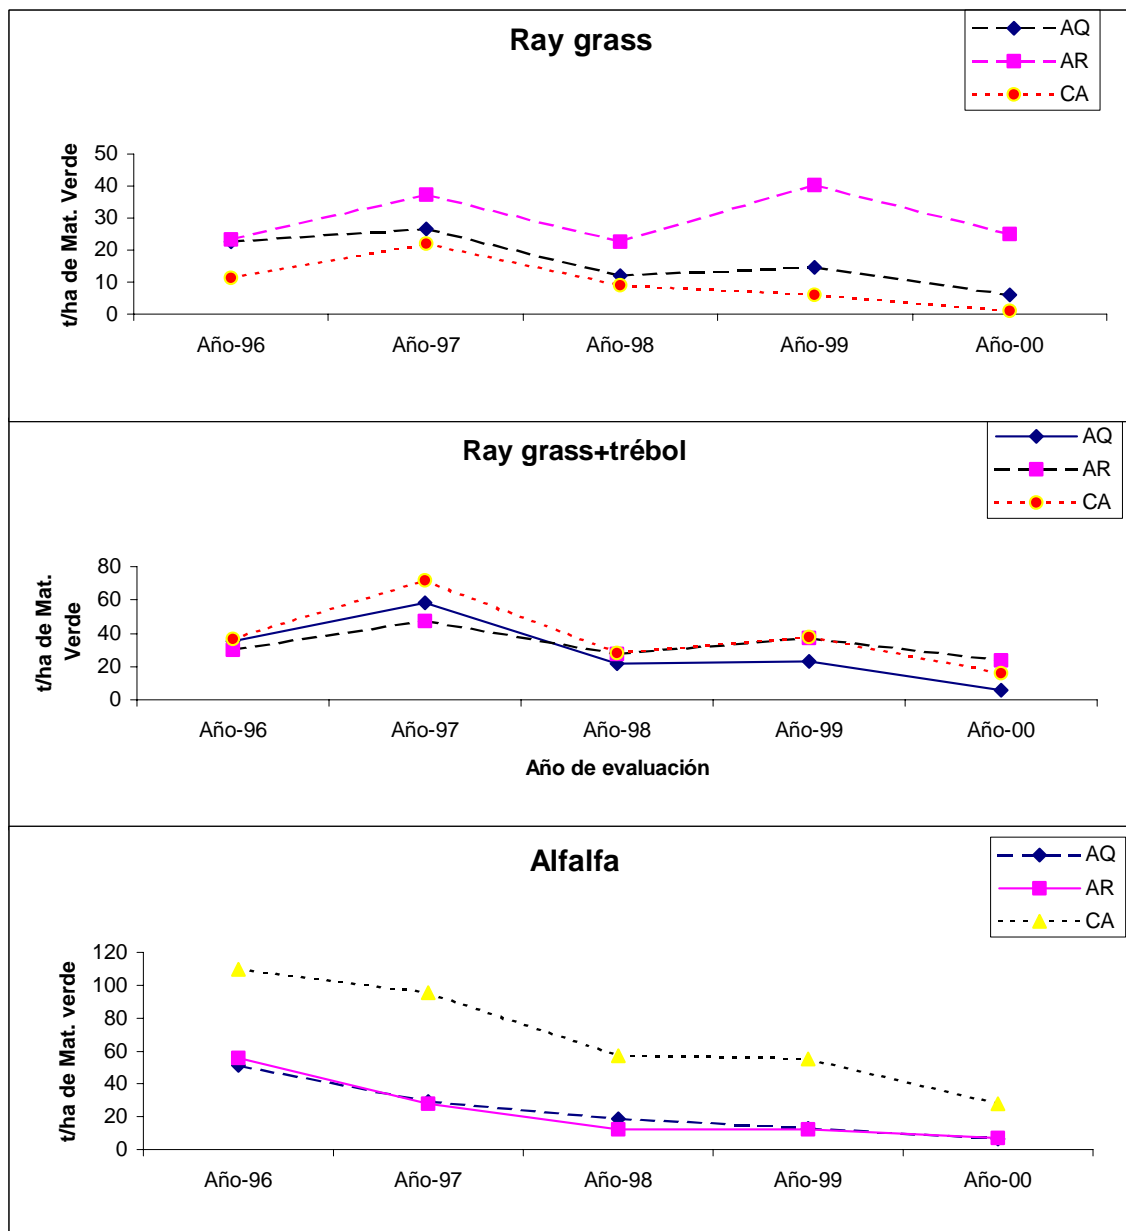 Ray grass
AQ
AR
CA
t/ha de Mat. Verde
50
40
30
20
10
0
Año-96 Año-97 Año-98 Año-99 Año-00
Ray grass+trébol
AQ
AR
CA
t/ha de Mat.
Verde
80
60
40
20
0
Año-96 Año-97 Año-98 Año-99 Año-00
Año de evaluación
Alfalfa
AQ
AR
CA
t/ha de Mat. verde
120
100
80
60
40
20
0
Año-96 Año-97 Año-98 Año-99 Año-00